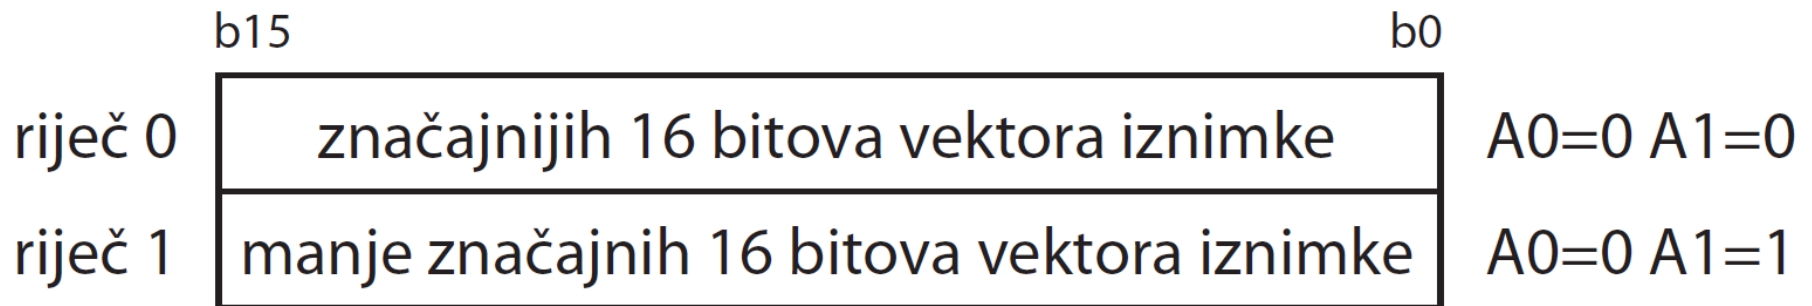 b15 b0
riječ 0 značajnijih 16 bitova vektora iznimke A0=0 A1=0
riječ 1 manje značajnih 16 bitova vektora iznimke A0=0 A1=1